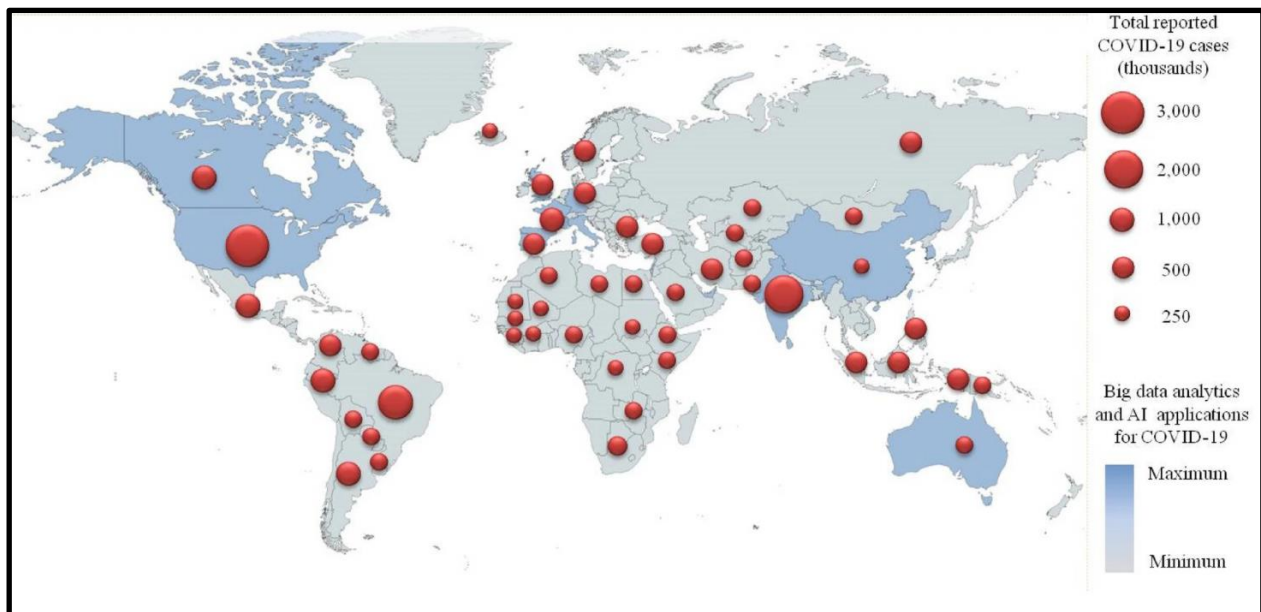 Total reported
COVID-19 cases
(thousands)
3,000
2,000
1,000
500
250
Big data analytics
and AI applications
for COVID-19
Maximum
Minimum